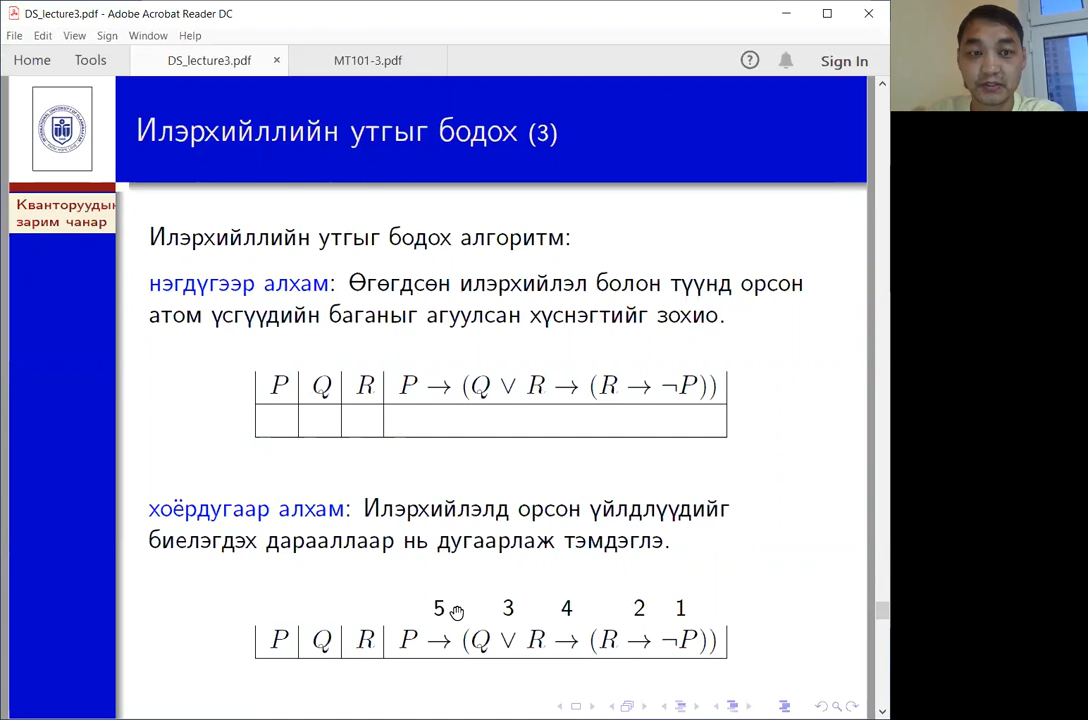 DS_lecture3.pdf - Adobe Acrobat Reader DC
File Edit View Sign Window Help
Home Tools DS_lecture3.pdf × MT101-3.pdf Sign In
Илэрхийллийн утгыг бодох (3)
Кванторуудын
зарим чанар
Илэрхийллийн утгыг бодох алгоритм:
нэгдүгээр алхам: Өгөгдсөн илэрхийлэл болон түүнд орсон
атом үсгүүдийн баганыг агуулсан хүснэгтийг зохио.
P Q R P → (Q ∨ R → (R → ¬P))
хоёрдугаар алхам: Илэрхийлэлд орсон үйлдлүүдийг
биелэгдэх дарааллаар нь дугаарлаж тэмдэглэ.
5 3 4 2 1
P Q R P → (Q ∨ R → (R → ¬P))